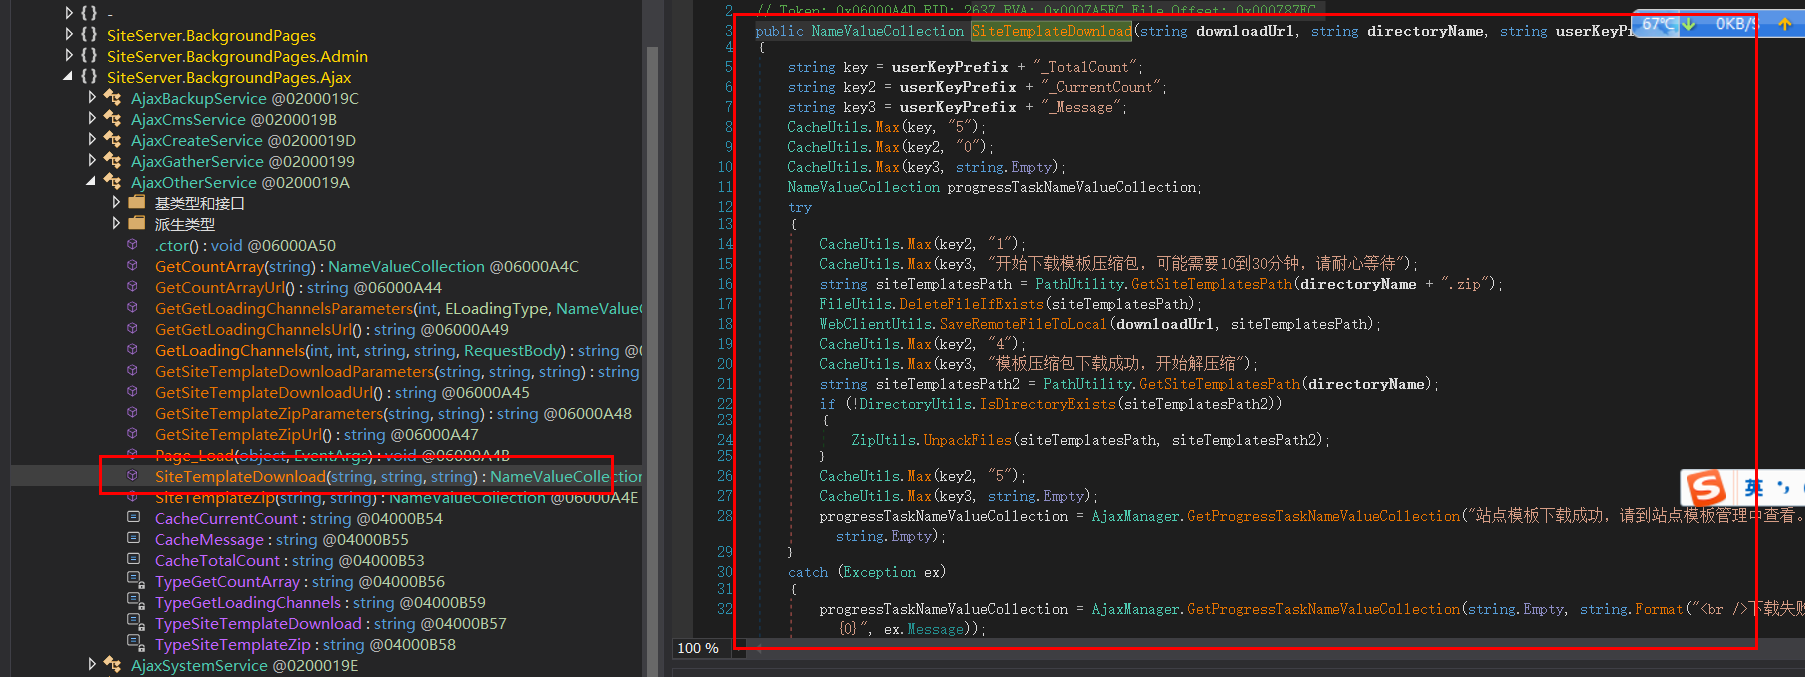 { } -
{ } SiteServer.BackgroundPages
{ } SiteServer.BackgroundPages.Admin
{ } SiteServer.BackgroundPages.Ajax
AjaxBackupService @0200019C
AjaxCmsService @0200019B
AjaxCreateService @0200019D
AjaxGatherService @02000199
AjaxOtherService @0200019A
基类型和接口
派生类型
.ctor() : void @06000A50
GetCountArray(string) : NameValueCollection @06000A4C
GetCountArrayUrl() : string @06000A44
GetGetLoadingChannelsParameters(int, ELoadingType, NameValueC
GetGetLoadingChannelsUrl() : string @06000A49
GetLoadingChannels(int, int, string, string, RequestBody) : string @0
GetSiteTemplateDownloadParameters(string, string, string) : string
GetSiteTemplateDownloadUrl() : string @06000A45
GetSiteTemplateZipParameters(string, string) : string @06000A48
GetSiteTemplateZipUrl() : string @06000A47
Page_Load(object, EventArgs) : void @06000A4B
SiteTemplateDownload(string, string, string) : NameValueCollection
SiteTemplateZip(string, string) : NameValueCollection @06000A4E
CacheCurrentCount : string @04000B54
CacheMessage : string @04000B55
CacheTotalCount : string @04000B53
TypeGetCountArray : string @04000B56
TypeGetLoadingChannels : string @04000B59
TypeSiteTemplateDownload : string @04000B57
TypeSiteTemplateZip : string @04000B58
AjaxSystemService @0200019E
2 // Token: 0x06000A4D RID: 2637 RVA: 0x0007A5EC File Offset: 0x000787EC
3 public NameValueCollection SiteTemplateDownload(string downloadUrl, string directoryName, string userKeyPr
4 {
5 string key = userKeyPrefix + "_TotalCount";
6 string key2 = userKeyPrefix + "_CurrentCount";
7 string key3 = userKeyPrefix + "_Message";
8 CacheUtils.Max(key, "5");
9 CacheUtils.Max(key2, "0");
10 CacheUtils.Max(key3, string.Empty);
11 NameValueCollection progressTaskNameValueCollection;
12 try
13 {
14 CacheUtils.Max(key2, "1");
15 CacheUtils.Max(key3, "开始下载模板压缩包，可能需要10到30分钟，请耐心等待");
16 string siteTemplatesPath = PathUtility.GetSiteTemplatesPath(directoryName + ".zip");
17 FileUtils.DeleteFileIfExists(siteTemplatesPath);
18 WebClientUtils.SaveRemoteFileToLocal(downloadUrl, siteTemplatesPath);
19 CacheUtils.Max(key2, "4");
20 CacheUtils.Max(key3, "模板压缩包下载成功，开始解压缩");
21 string siteTemplatesPath2 = PathUtility.GetSiteTemplatesPath(directoryName);
22 if (!DirectoryUtils.IsDirectoryExists(siteTemplatesPath2))
23 {
24 ZipUtils.UnpackFiles(siteTemplatesPath, siteTemplatesPath2);
25 }
26 CacheUtils.Max(key2, "5");
27 CacheUtils.Max(key3, string.Empty);
28 progressTaskNameValueCollection = AjaxManager.GetProgressTaskNameValueCollection("站点模板下载成功，请到站点模板管理中查看。
string.Empty);
29 }
30 catch (Exception ex)
31 {
32 progressTaskNameValueCollection = AjaxManager.GetProgressTaskNameValueCollection(string.Empty, string.Format("<br />下载失败
{0}", ex.Message));
100 %
67℃ 0KB/S
英